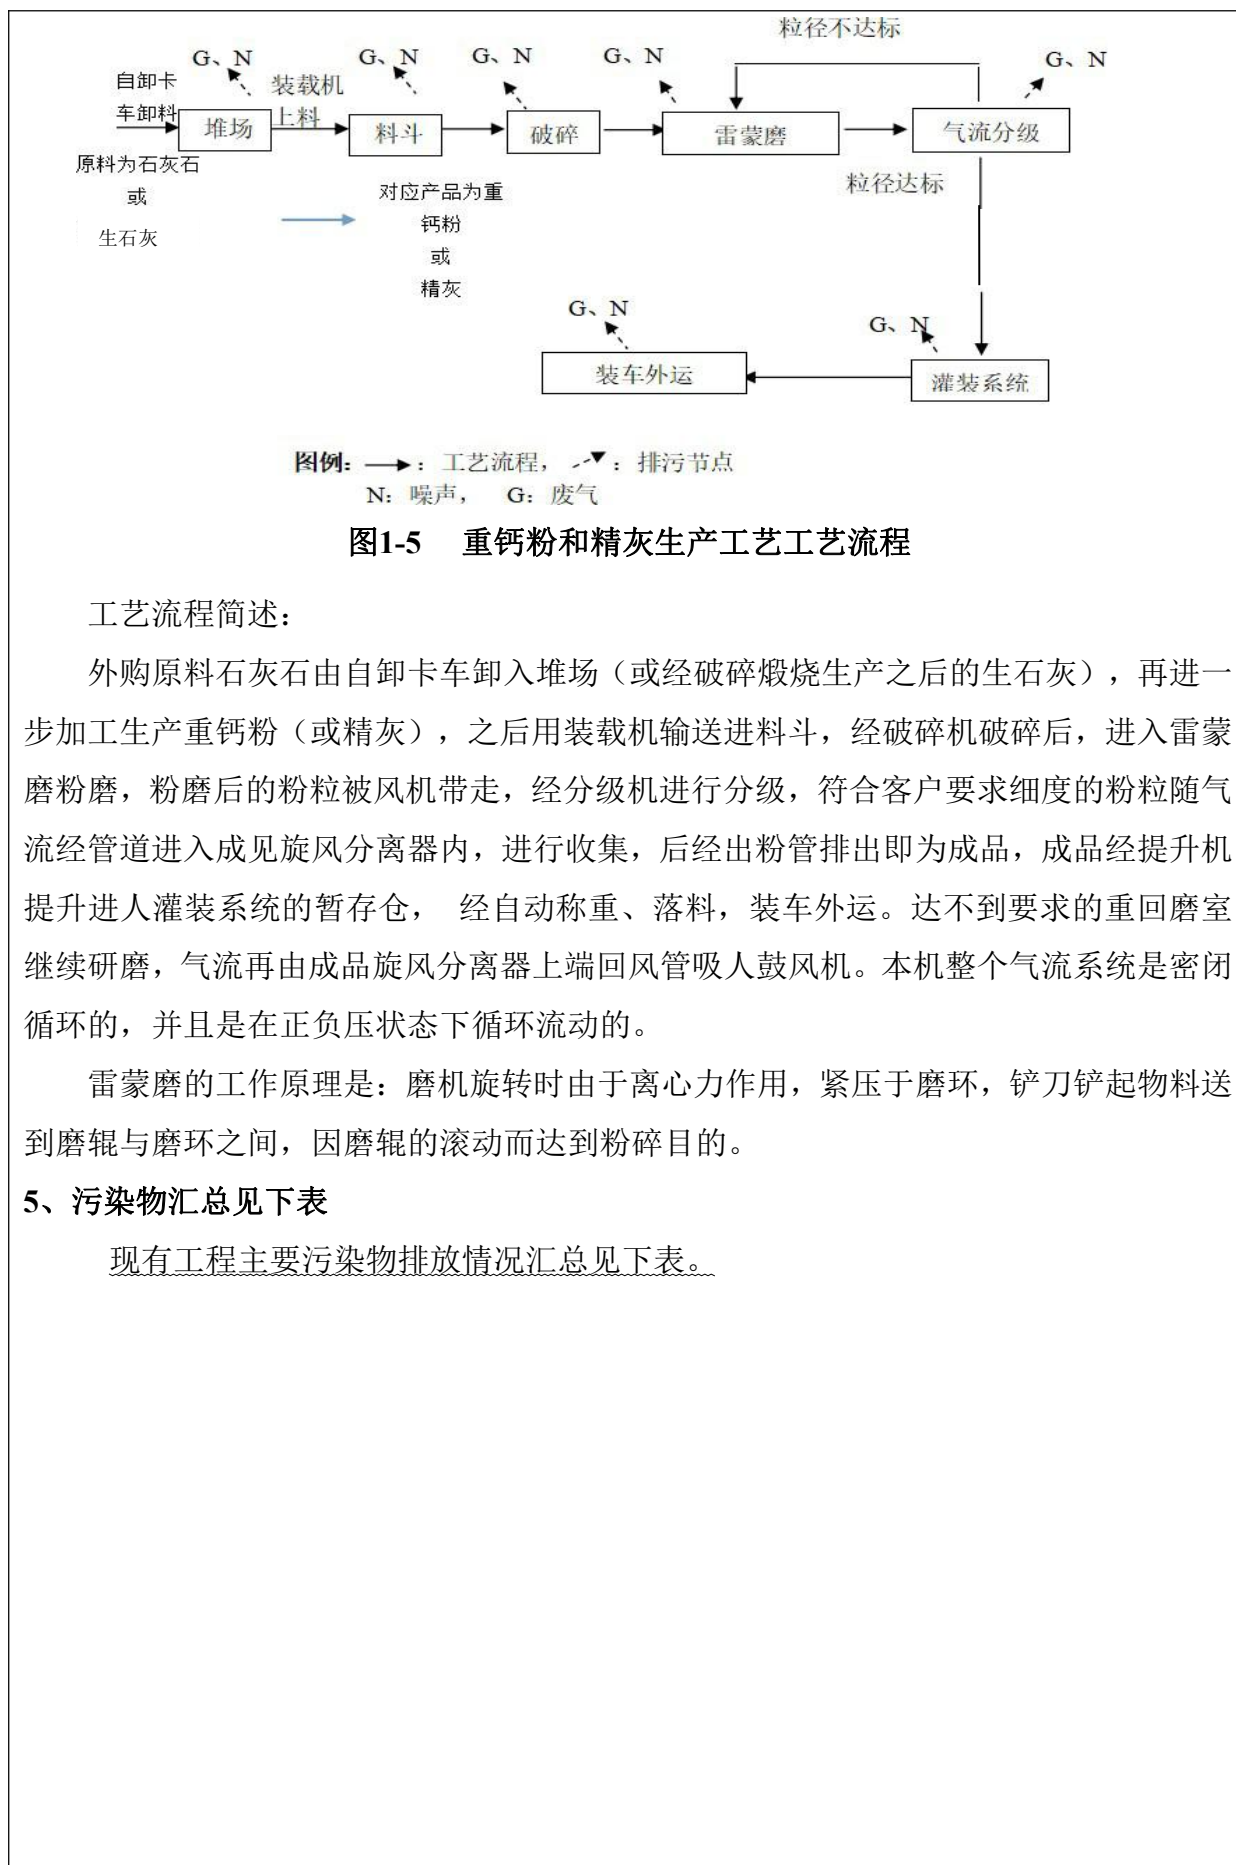 粒径不达标
G、N
G、N
G、N
G、N
G、N
自卸卡
车卸料
装载机
上料
堆场
料斗
破碎
雷蒙磨
气流分级
原料为石灰石
或
生石灰
对应产品为重
钙粉
或
精灰
粒径达标
G、N
G、N
装车外运
灌装系统
图例：：工艺流程，：排污节点
N：噪声， G：废气
图1-5 重钙粉和精灰生产工艺工艺流程
工艺流程简述：
外购原料石灰石由自卸卡车卸入堆场（或经破碎煅烧生产之后的生石灰），再进一
步加工生产重钙粉（或精灰），之后用装载机输送进料斗，经破碎机破碎后，进入雷蒙
磨粉磨，粉磨后的粉粒被风机带走，经分级机进行分级，符合客户要求细度的粉粒随气
流经管道进入成见旋风分离器内，进行收集，后经出粉管排出即为成品，成品经提升机
提升进人灌装系统的暂存仓， 经自动称重、落料，装车外运。达不到要求的重回磨室
继续研磨，气流再由成品旋风分离器上端回风管吸人鼓风机。本机整个气流系统是密闭
循环的，并且是在正负压状态下循环流动的。
雷蒙磨的工作原理是：磨机旋转时由于离心力作用，紧压于磨环，铲刀铲起物料送
到磨辊与磨环之间，因磨辊的滚动而达到粉碎目的。
5、污染物汇总见下表
现有工程主要污染物排放情况汇总见下表。